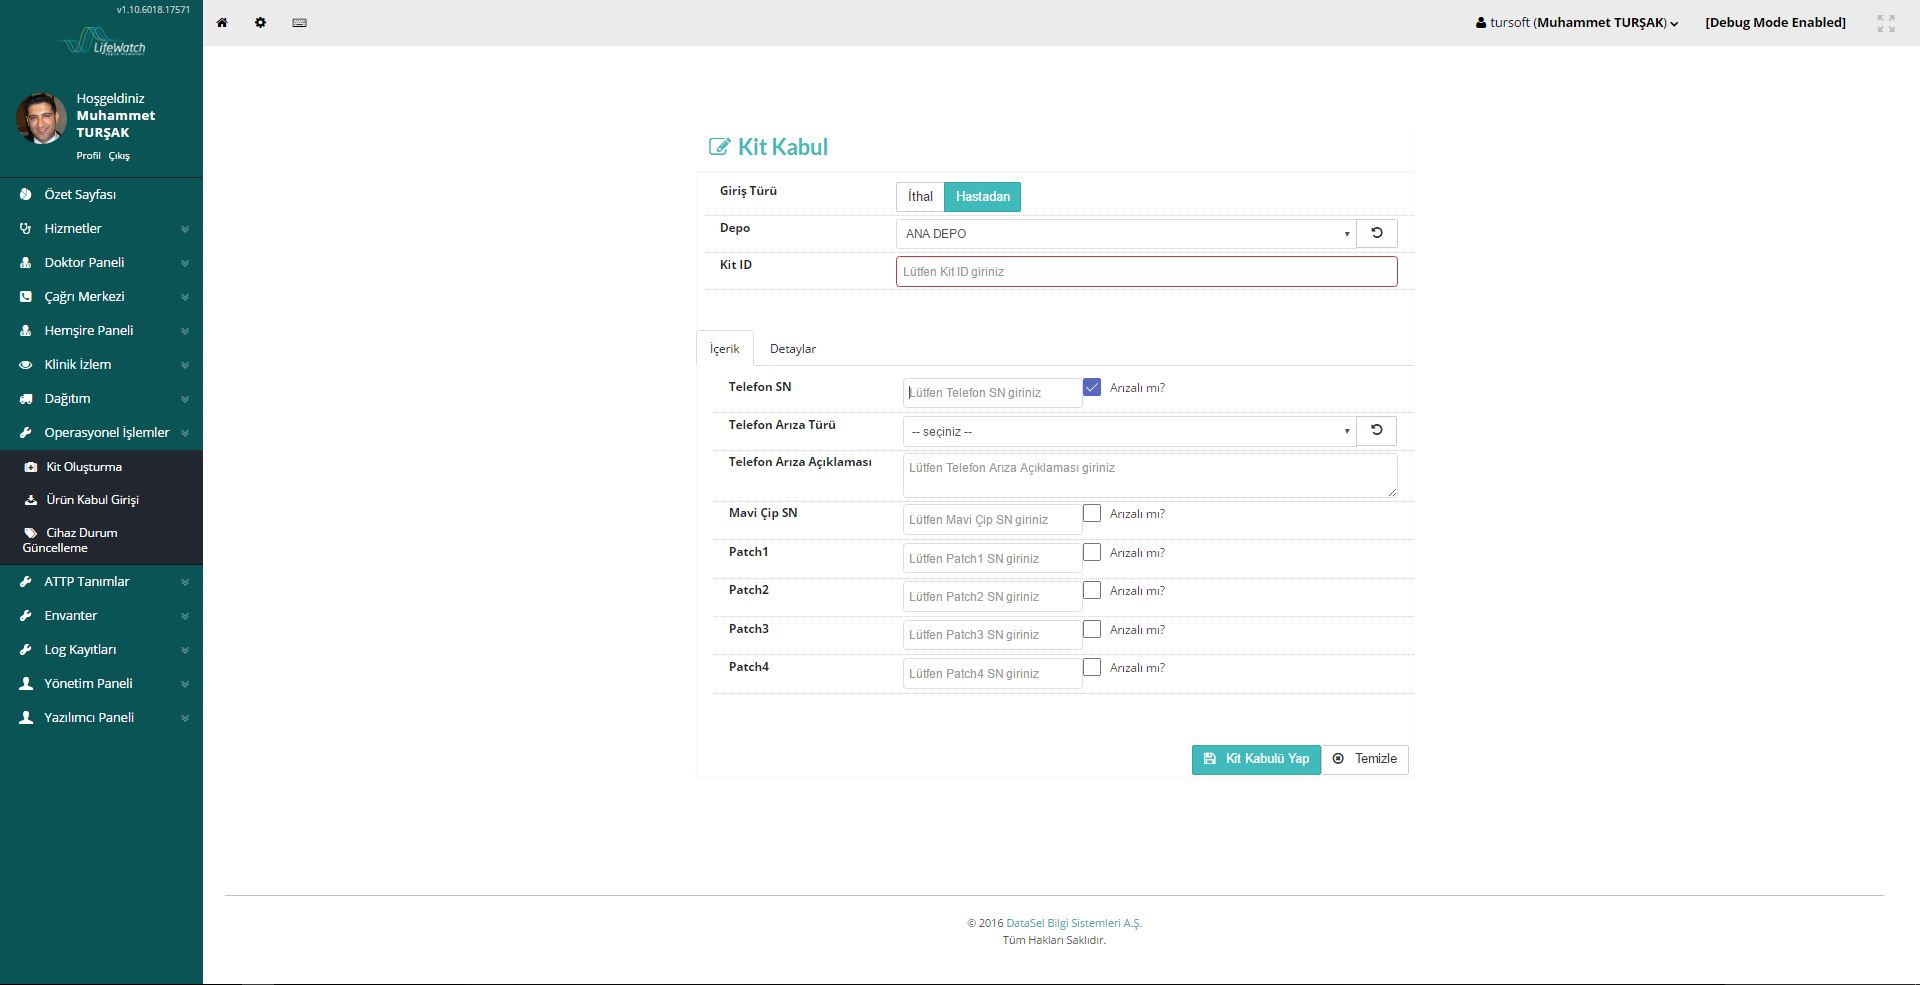 v1.10.6018.17571
LifeWatch
Hoşgeldiniz
Muhammet
TURŞAK
Profil Çıkış
Özet Sayfası
Hizmetler
Doktor Paneli
Çağrı Merkezi
Hemşire Paneli
Klinik İzlem
Dağıtım
Operasyonel İşlemler
Kit Oluşturma
Ürün Kabul Girişi
Cihaz Durum
Güncelleme
ATTP Tanımlar
Envanter
Log Kayıtları
Yönetim Paneli
Yazılımcı Paneli
tursoft (Muhammet TURŞAK) [Debug Mode Enabled]
Kit Kabul
Giriş Türü İthal Hastadan
Depo ANA DEPO
Kit ID Lütfen Kit ID giriniz
İçerik Detaylar
Telefon SN Lütfen Telefon SN giriniz Arızalı mı?
Telefon Arıza Türü -- seçiniz --
Telefon Arıza Açıklaması Lütfen Telefon Arıza Açıklaması giriniz
Mavi Çip SN Lütfen Mavi Çip SN giriniz Arızalı mı?
Patch1 Lütfen Patch1 SN giriniz Arızalı mı?
Patch2 Lütfen Patch2 SN giriniz Arızalı mı?
Patch3 Lütfen Patch3 SN giriniz Arızalı mı?
Patch4 Lütfen Patch4 SN giriniz Arızalı mı?
Kit Kabulü Yap Temizle
© 2016 DataSel Bilgi Sistemleri A.Ş.
Tüm Hakları Saklıdır.